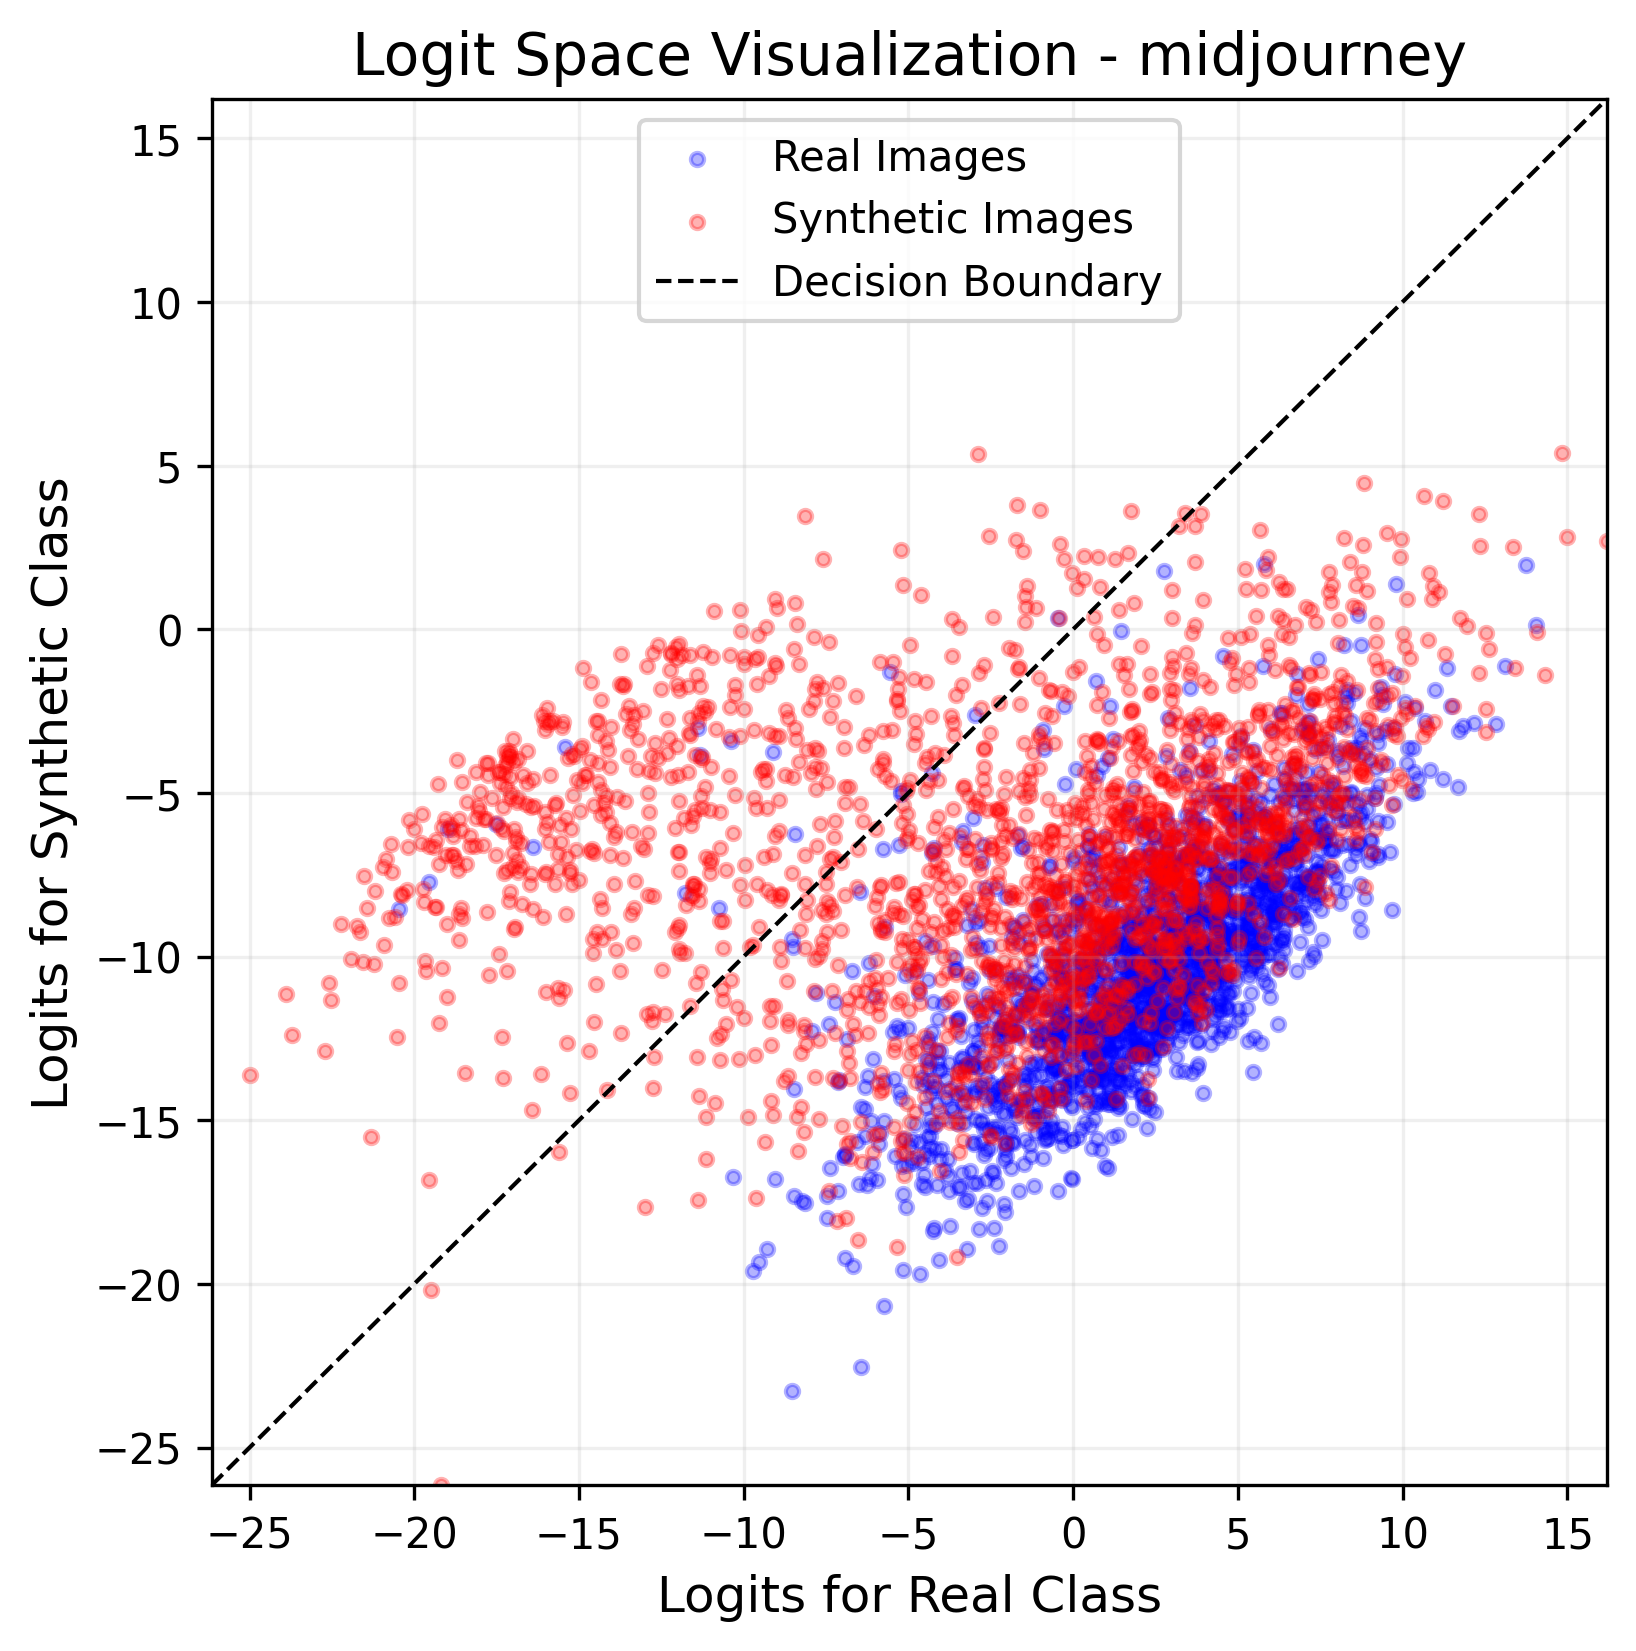 Logit Space Visualization - midjourney
Real Images
Synthetic Images
Decision Boundary
Logits for Synthetic Class
15
10
5
0
−5
−10
−15
−20
−25
−25 −20 −15 −10 −5 0 5 10 15
Logits for Real Class